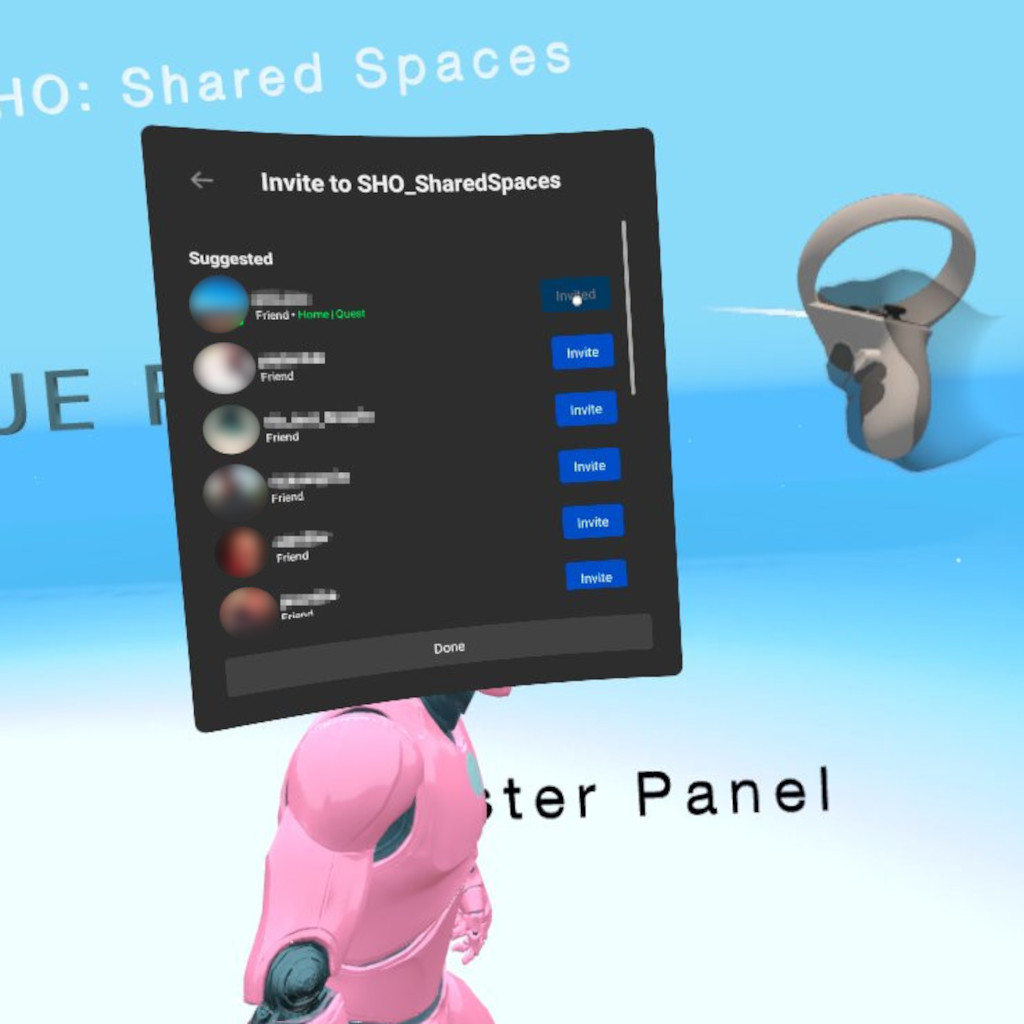 HO: Shared Spaces
Invite to SHO_SharedSpaces
Suggested
Friend • Home | Quest
Invited
Friend
Invite
Friend
Invite
Friend
Invite
Friend
Invite
Friend
Invite
Done
UE
ster Panel